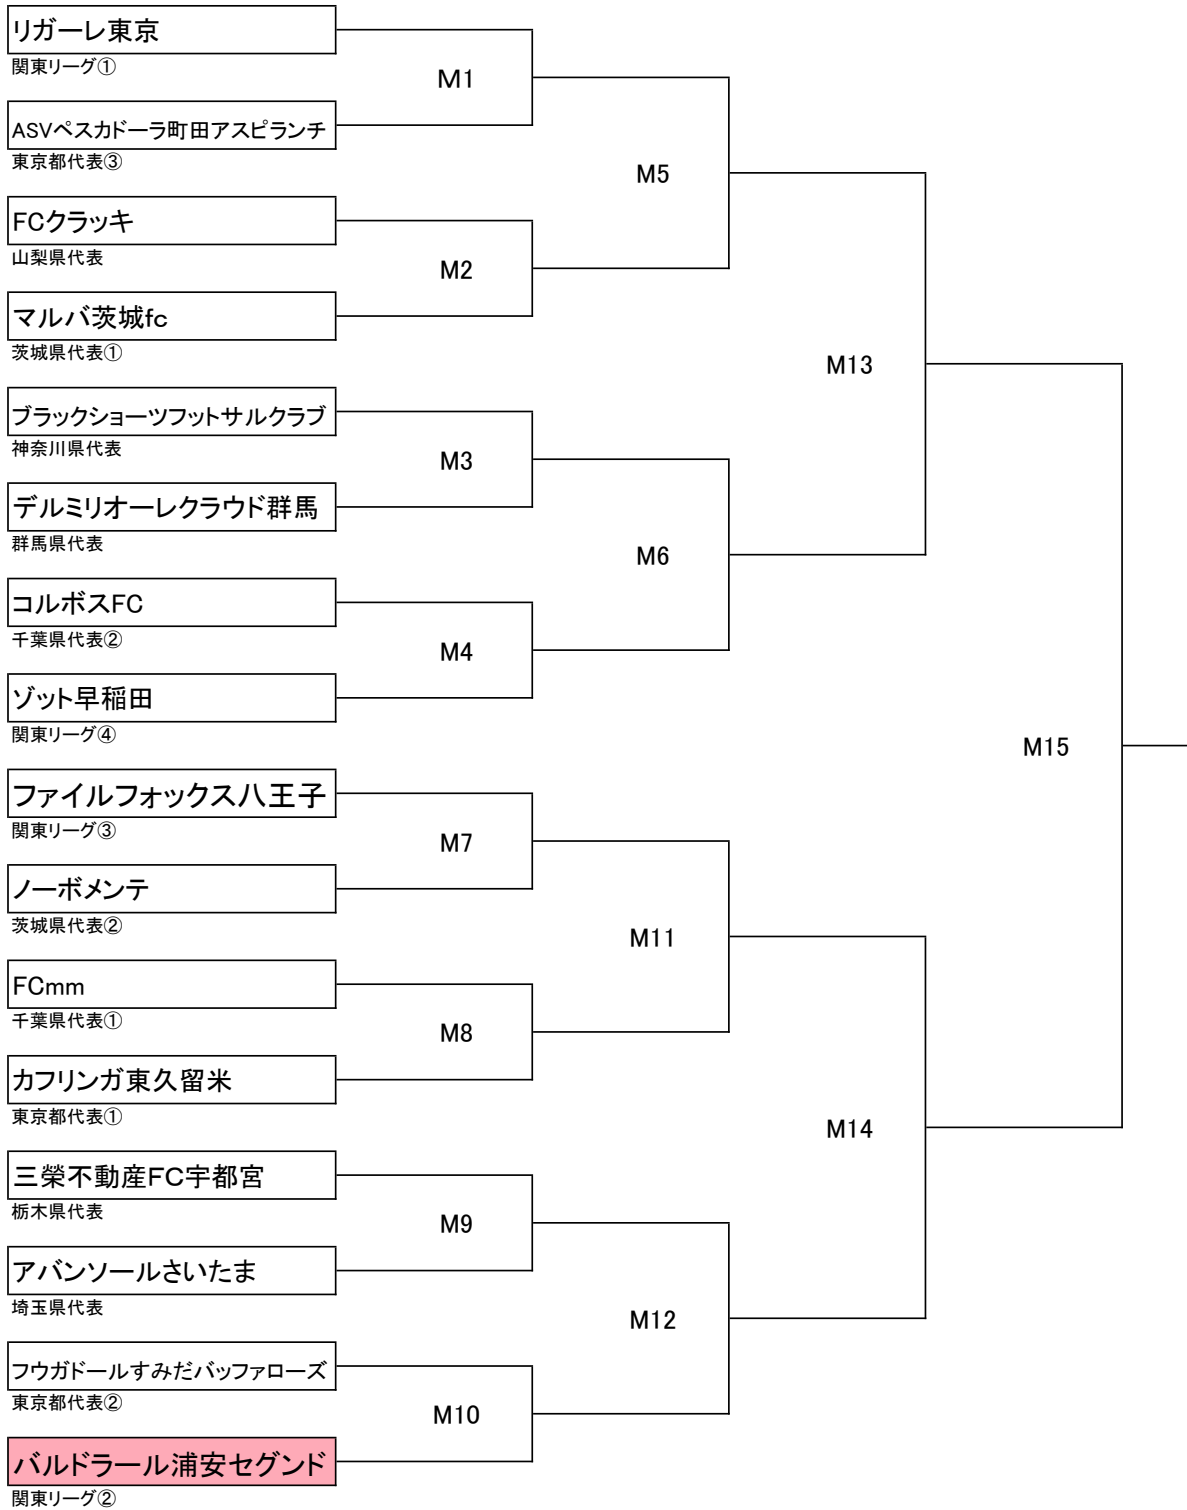 リガーレ東京
関東リーグ①
M1
ASVペスカドーラ町田アスピランチ
東京都代表③
M5
FCクラッキ
山梨県代表
M2
マルバ茨城fc
茨城県代表①
M13
ブラックショーツフットサルクラブ
神奈川県代表
M3
デルミリオーレクラウド群馬
群馬県代表
M6
コルボスFC
千葉県代表②
M4
ゾット早稲田
関東リーグ④
M15
ファイルフォックス八王子
関東リーグ③
M7
ノーボメンテ
茨城県代表②
M11
FCmm
千葉県代表①
M8
カフリンガ東久留米
東京都代表①
M14
三榮不動産FC宇都宮
栃木県代表
M9
アバンソールさいたま
埼玉県代表
M12
フウガドールすみだバッファローズ
東京都代表②
M10
バルドラール浦安セグンド
関東リーグ②